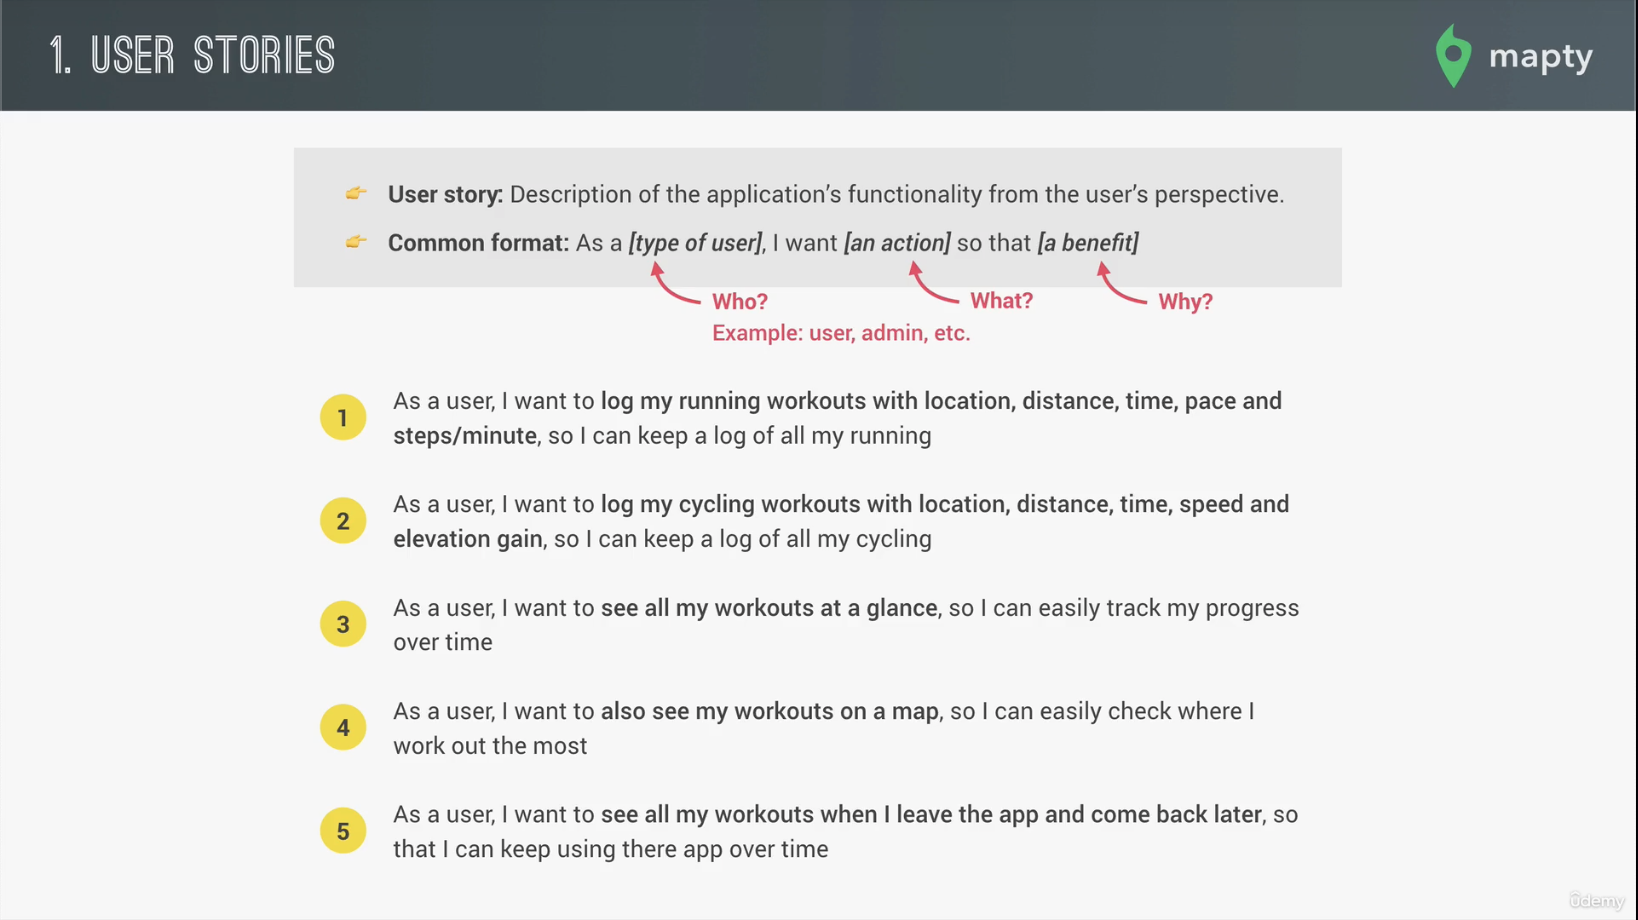 1. USER STORIES
mapty
User story: Description of the application's functionality from the user's perspective.
Common format: As a [type of user], I want [an action] so that [a benefit]
Who?
What?
Why?
Example: user, admin, etc.
1
As a user, I want to log my running workouts with location, distance, time, pace and
steps/minute, so I can keep a log of all my running
2
As a user, I want to log my cycling workouts with location, distance, time, speed and
elevation gain, so I can keep a log of all my cycling
3
As a user, I want to see all my workouts at a glance, so I can easily track my progress
over time
4
As a user, I want to also see my workouts on a map, so I can easily check where I
work out the most
5
As a user, I want to see all my workouts when I leave the app and come back later, so
that I can keep using there app over time
ûdemy